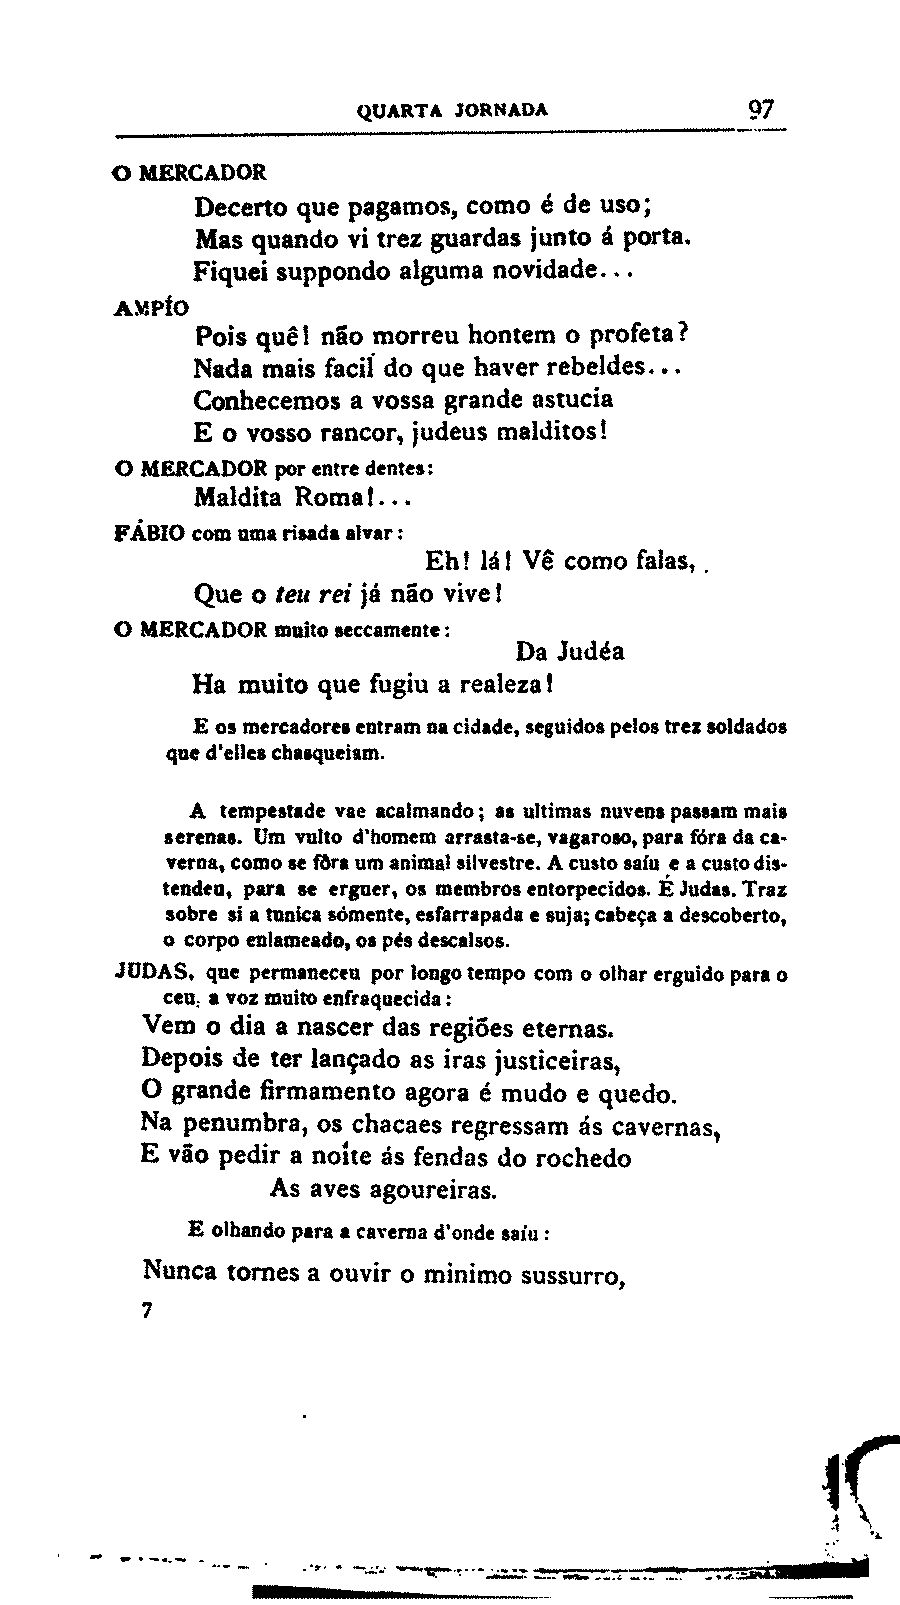 QUARTA JORNADA 97
O MERCADOR
Decerto que pagamos, como é de uso;
Mas quando vi trez guardas junto á porta.
Fiquei suppondo alguma novidade...
AMPÍO
Pois quê! não morreu hontem o profeta?
Nada mais facil do que haver rebeldes...
Conhecemos a vossa grande astucia
E o vosso rancor, judeus malditos!
O MERCADOR por entre dentes:
Maldita Roma!...
FÁBIO com uma risada alvar:
Eh! lá! Vê como falas,
Que o teu rei já não vive!
O MERCADOR muito seccamente:
Da Judéa
Ha muito que fugiu a realeza!
E os mercadores entram na cidade, seguidos pelos trez soldados
que d'elles chasqueiam.
A tempestade vae acalmando; as ultimas nuvens passam mais
serenas. Um vulto d'homem arrasta-se, vagaroso, para fóra da ca-
verna, como se fôra um animal silvestre. A custo saíu e a custo dis-
tendeu, para se erguer, os membros entorpecidos. É Judas. Traz
sobre si a tunica sómente, esfarrapada e suja; cabeça a descoberto,
o corpo enlameado, os pés descalsos.
JUDAS, que permaneceu por longo tempo com o olhar erguido para o
ceu, a voz muito enfraquecida:
Vem o dia a nascer das regiões eternas.
Depois de ter lançado as iras justiceiras,
O grande firmamento agora é mudo e quedo.
Na penumbra, os chacaes regressam ás cavernas,
E vão pedir a noite ás fendas do rochedo
As aves agoureiras.
E olhando para a caverna d'onde saíu:
Nunca tornes a ouvir o minimo sussurro,
7